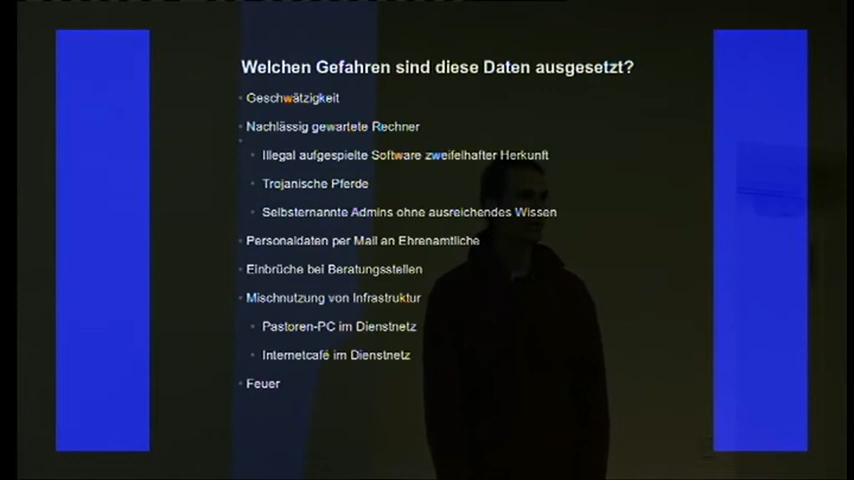 Welchen Gefahren sind diese Daten ausgesetzt?
Geschwätzigkeit
Nachlässig gewartete Rechner
Illegal aufgespielte Software zweifelhafter Herkunft
Trojanische Pferde
Selbsternannte Admins ohne ausreichendes Wissen
Personaldaten per Mail an Ehrenamtliche
Einbrüche bei Beratungsstellen
Mischnutzung von Infrastruktur
Pastoren-PC im Dienstnetz
Internetcafé im Dienstnetz
Feuer